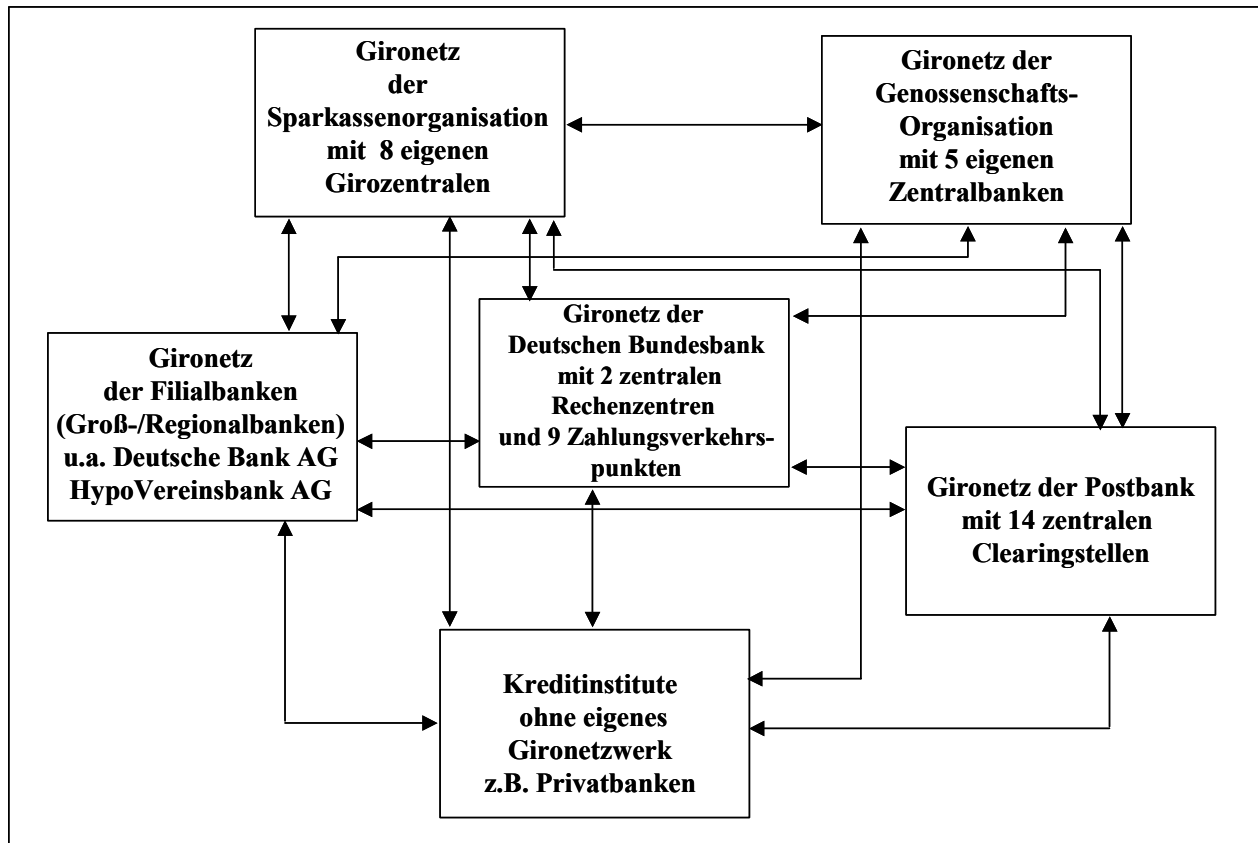 Gironetz
der
Sparkassenorganisation
mit 8 eigenen
Girozentralen
Gironetz der
Genossenschafts-
Organisation
mit 5 eigenen
Zentralbanken
Gironetz
der Filialbanken
(Groß-/Regionalbanken)
u.a. Deutsche Bank AG
HypoVereinsbank AG
Gironetz der
Deutschen Bundesbank
mit 2 zentralen
Rechenzentren
und 9 Zahlungsverkehrs-
punkten
Gironetz der Postbank
mit 14 zentralen
Clearingstellen
Kreditinstitute
ohne eigenes
Gironetzwerk
z.B. Privatbanken